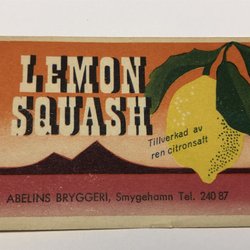 LEMON
SQUASH
Tillverkad av
ren citronsaft
ABELINS BRYGGERI, Smygehamn Tel. 240 87